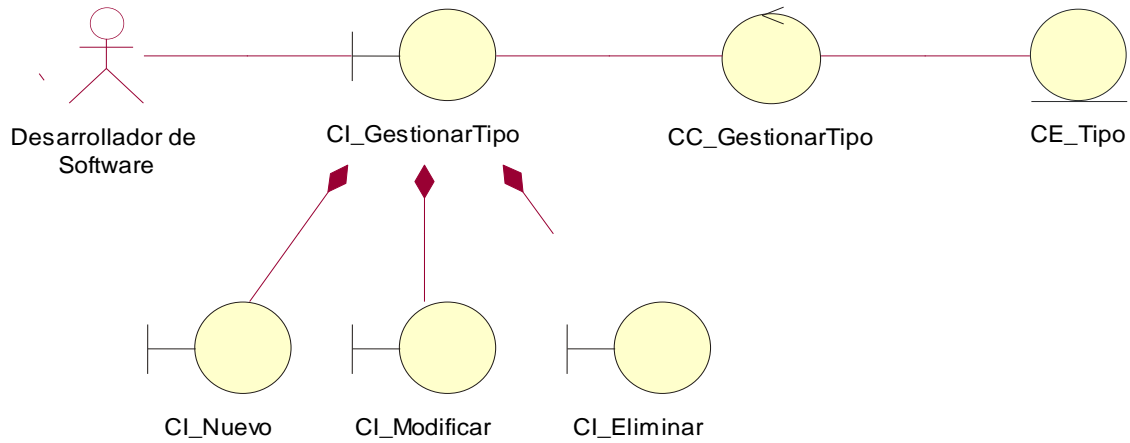 Desarrollador de
Software
CI_GestionarTipo
CC_GestionarTipo
CE_Tipo
CI_Nuevo
CI_Modificar
CI_Eliminar